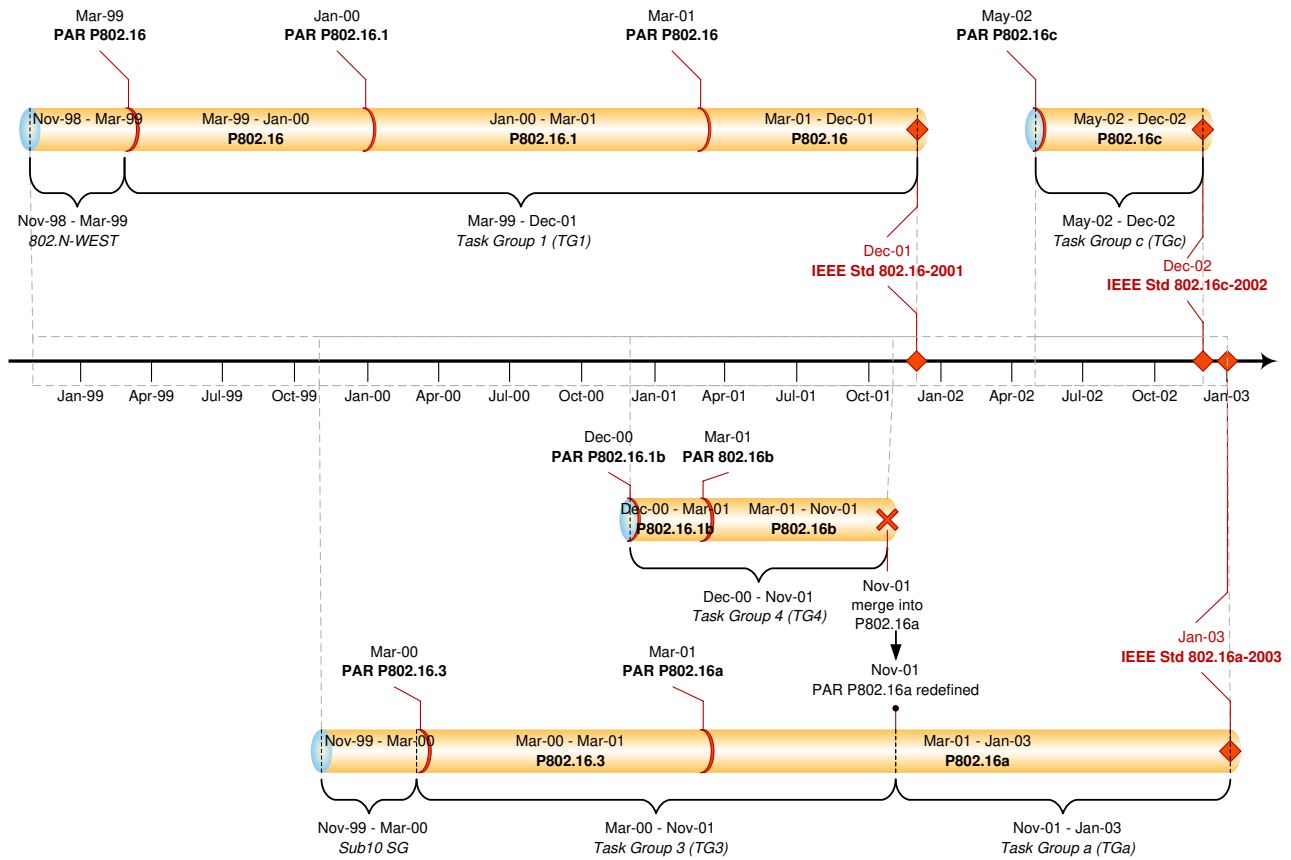 Mar-99
PAR P802.16
Jan-00
PAR P802.16.1
Mar-01
PAR P802.16
May-02
PAR P802.16c
Nov-98 - Mar-99
Mar-99 - Jan-00
P802.16
Jan-00 - Mar-01
P802.16.1
Mar-01 - Dec-01
P802.16
May-02 - Dec-02
P802.16c
Nov-98 - Mar-99
802.N-WEST
Mar-99 - Dec-01
Task Group 1 (TG1)
May-02 - Dec-02
Task Group c (TGc)
Dec-01
IEEE Std 802.16-2001
Dec-02
IEEE Std 802.16c-2002
Jan-99 Apr-99 Jul-99 Oct-99 Jan-00 Apr-00 Jul-00 Oct-00 Jan-01 Apr-01 Jul-01 Oct-01 Jan-02 Apr-02 Jul-02 Oct-02 Jan-03
Dec-00
PAR P802.16.1b
Mar-01
PAR 802.16b
Dec-00 - Mar-01
P802.16.1b
Mar-01 - Nov-01
P802.16b
Dec-00 - Nov-01
Task Group 4 (TG4)
Nov-01
merge into
P802.16a
Nov-01
PAR P802.16a redefined
Mar-00
PAR P802.16.3
Mar-01
PAR P802.16a
Jan-03
IEEE Std 802.16a-2003
Nov-99 - Mar-00
Mar-00 - Mar-01
P802.16.3
Mar-01 - Jan-03
P802.16a
Nov-99 - Mar-00
Sub10 SG
Mar-00 - Nov-01
Task Group 3 (TG3)
Nov-01 - Jan-03
Task Group a (TGa)